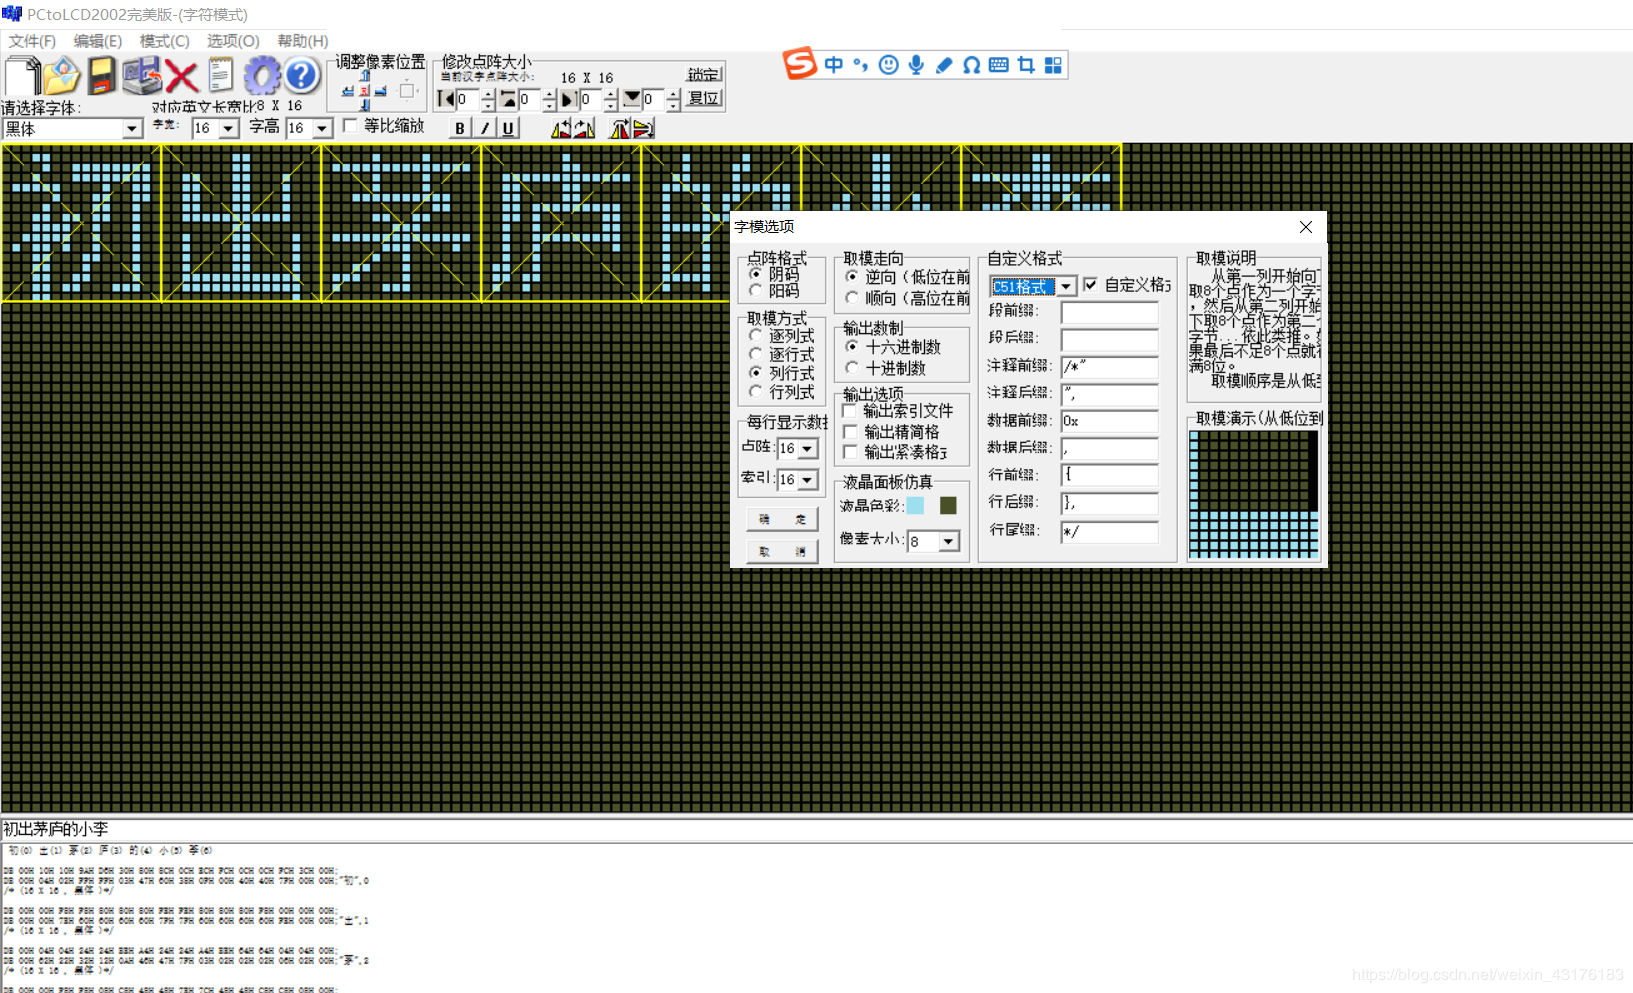 PCtoLCD2002完美版-(字符模式)
文件(F) 编辑(E) 模式(C) 选项(O) 帮助(H)
调整像素位置
修改点阵大小
当前汉字点阵大小: 16 X 16
锁定
0 0 0 0
复位
请选择字体:
对应英文长宽比8 X 16
黑体
字宽: 16
字高 16
等比缩放
B / U
中
初出茅庐的小李
字模选项
点阵格式
阴码
阳码
取模方式
逐列式
逐行式
列行式
行列式
每行显示数据
点阵: 16
索引: 16
确 定
取 消
取模走向
逆向(低位在前
顺向(高位在前
输出数制
十六进制数
十进制数
输出选项
输出索引文件
输出精简格
输出紧凑格式
液晶面板仿真
液晶色彩:
像素大小: 8
自定义格式
C51格式
自定义格式
段前缀:
段后缀:
注释前缀: /*"
注释后缀: ",
数据前缀: 0x
数据后缀: ,
行前缀: {
行后缀: },
行尾缀: */
取模说明
从第一列开始向下
取8个点作为一个字节
,然后从第二列开始
下取8个点作为第二个
字节...依此类推。如
果最后不足8个点就补
满8位。
取模顺序是从低到
取模演示(从低位到
初出茅庐的小李
初(0) 出(1) 茅(2) 庐(3) 的(4) 小(5) 李(6)
DB 00H 10H 10H 9AH D6H 30H B0H 8CH 0CH ECH FCH 0CH 0CH FCH 3CH 00H;
DB 00H 04H 02H FFH FFH 03H 47H 60H 38H 0FH 00H 40H 40H 7FH 00H 00H;"初",0
/* (16 X 16 , 黑体 )*/
DB 00H 00H F8H F8H 80H 80H 80H FEH FEH 80H 80H 80H F8H 00H 00H 00H;
DB 00H 00H 7EH 60H 60H 60H 60H 7FH 7FH 60H 60H 60H 60H FEH 00H 00H;"出",1
/* (16 X 16 , 黑体 )*/
DB 00H 04H 04H 24H 24H EEH A4H 24H 24H A4H EEH 64H 64H 04H 04H 00H;
DB 00H 62H 22H 32H 12H 0AH 46H 47H 7FH 03H 02H 02H 02H 06H 02H 00H;"茅",2
/* (16 X 16 , 黑体 )*/
https://blog.csdn.net/weixin_43176183